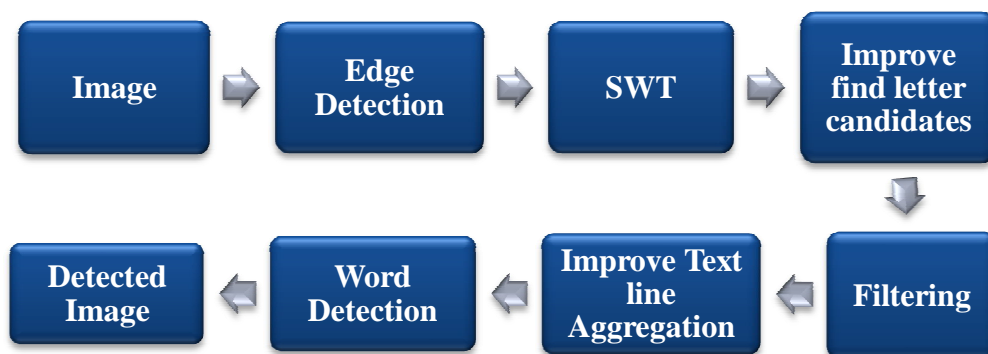 Image
Edge
Detection
SWT
Improve
find letter
candidates
Filtering
Improve Text
line
Aggregation
Word
Detection
Detected
Image